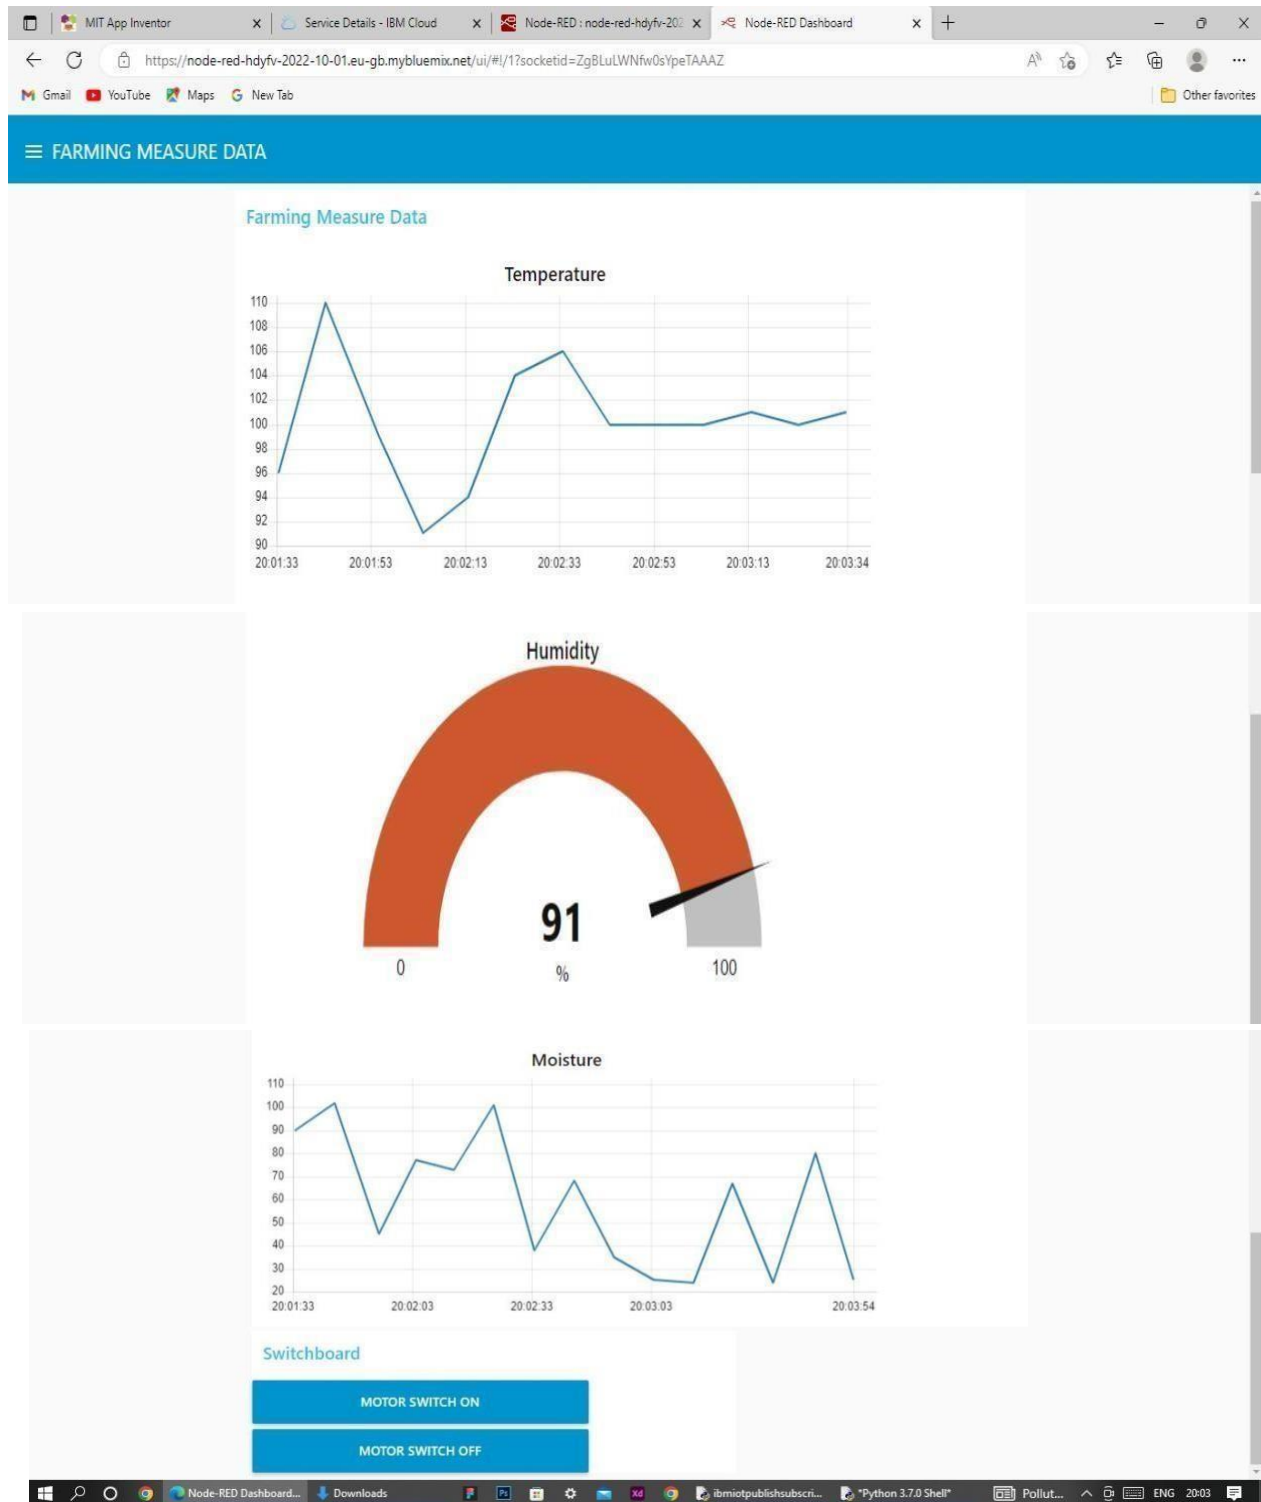 MIT App Inventor
Service Details - IBM Cloud
Node-RED : node-red-hdyfv-202
Node-RED Dashboard
https://node-red-hdyfv-2022-10-01.eu-gb.mybluemix.net/ui/#!/1?socketid=ZgBLuLWNfw0sYpeTAAAZ
Gmail YouTube Maps New Tab Other favorites
FARMING MEASURE DATA
Farming Measure Data
Temperature
110
108
106
104
102
100
98
96
94
92
90
20:01:33 20:01:53 20:02:13 20:02:33 20:02:53 20:03:13 20:03:34
Humidity
91
0 % 100
Moisture
110
100
90
80
70
60
50
40
30
20
20:01:33 20:02:03 20:02:33 20:03:03 20:03:54
Switchboard
MOTOR SWITCH ON
MOTOR SWITCH OFF
Node-RED Dashboard... Downloads Ps Xd ibmiotpublishsubscri... *Python 3.7.0 Shell* Pollut... ENG 20:03